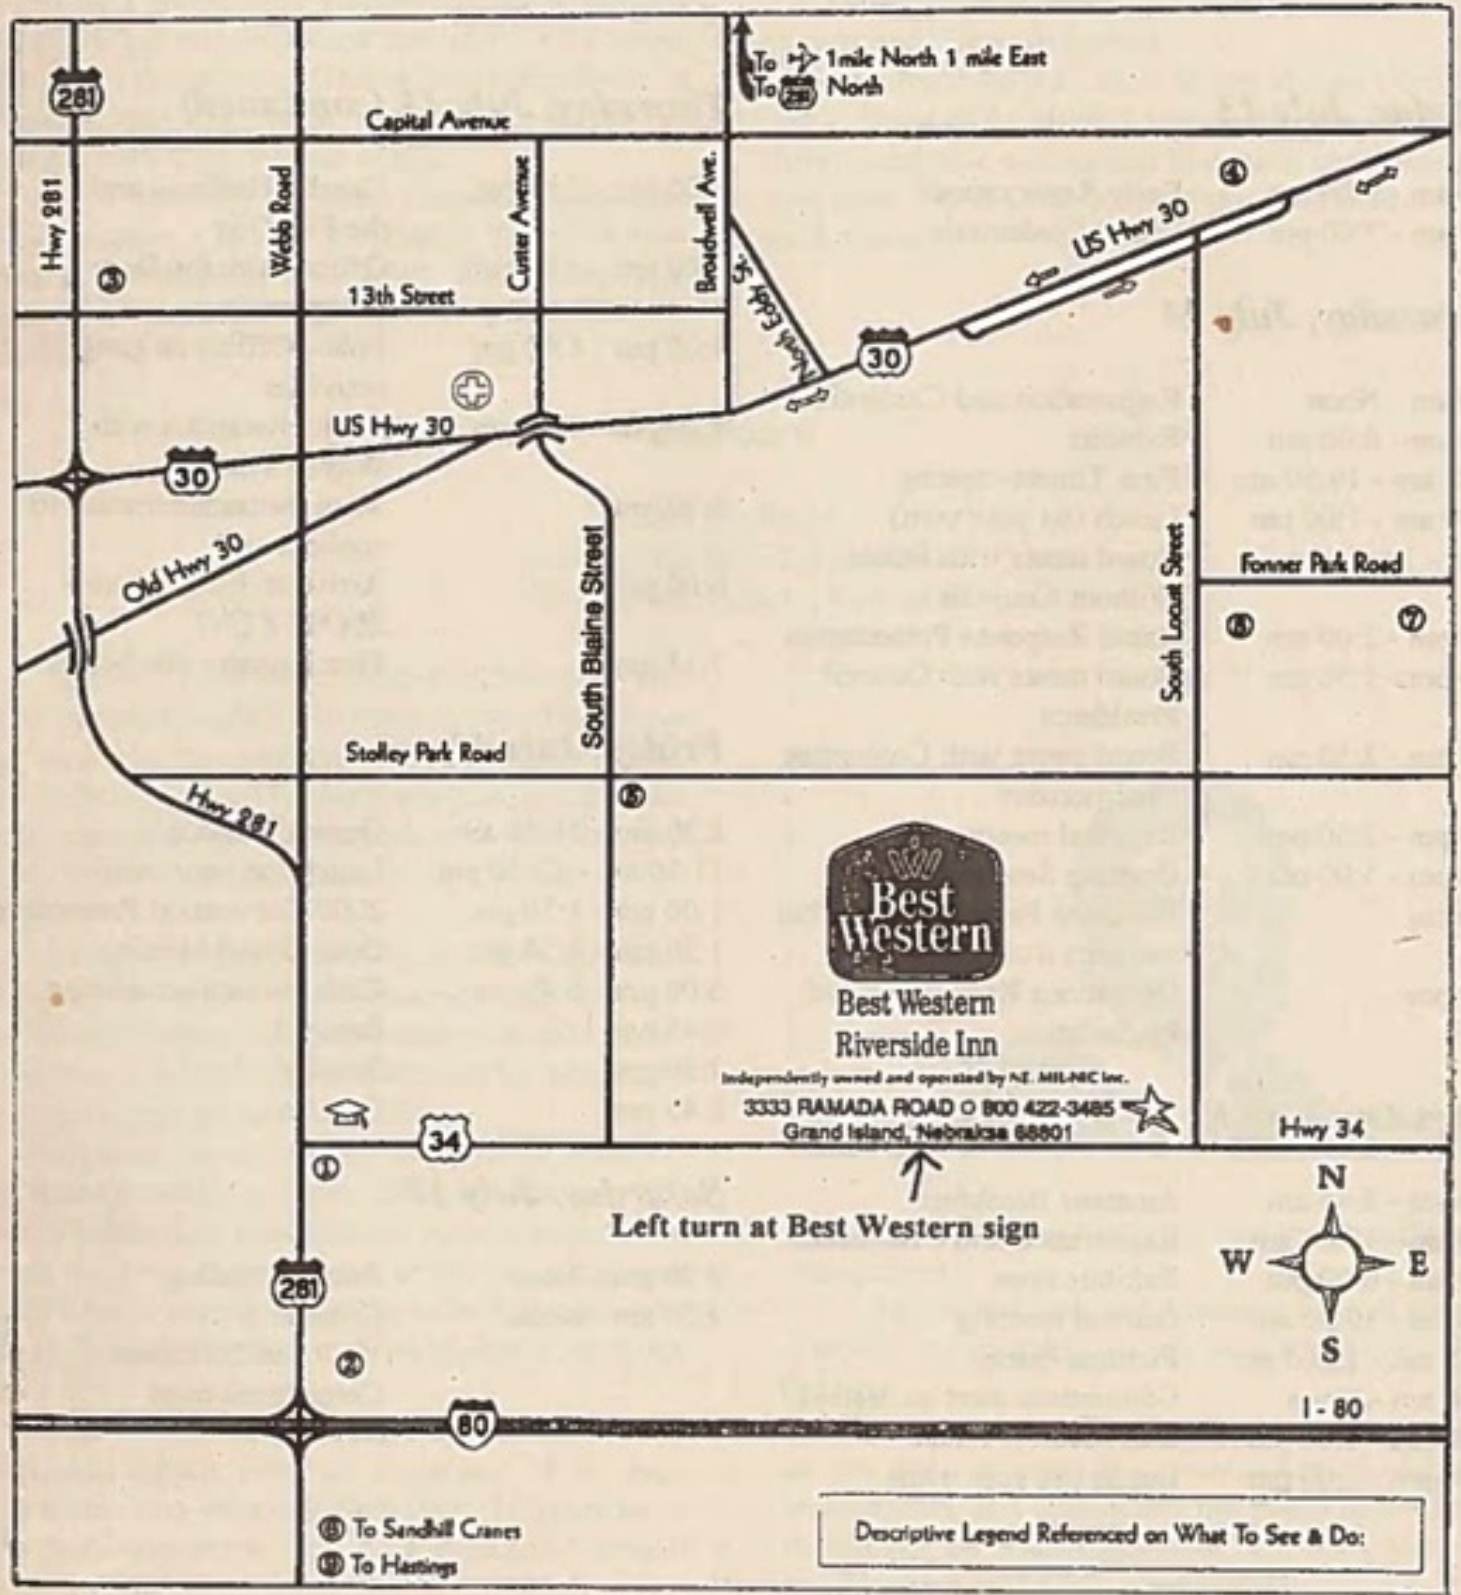 281
To 1 mile North 1 mile East
To 281 North
Capital Avenue
Hwy 281
Webb Road
Custer Avenue
Broadwell Ave.
④
US Hwy 30
③
13th Street
North Eddy St.
30
US Hwy 30
30
Old Hwy 30
South Blaine Street
South Locust Street
Fonner Park Road
⑦
Stolley Park Road
Hwy 281
⑤
Best
Western
Best Western
Riverside Inn
Independently owned and operated by NE. MIL-NIC Inc.
3333 RAMADA ROAD O 800 422-3485
Grand Island, Nebraksa 68801
34
Hwy 34
①
Left turn at Best Western sign
N
W E
S
281
②
I - 80
80
⑧ To Sandhill Cranes
⑨ To Hastings
Descriptive Legend Referenced on What To See & Do: